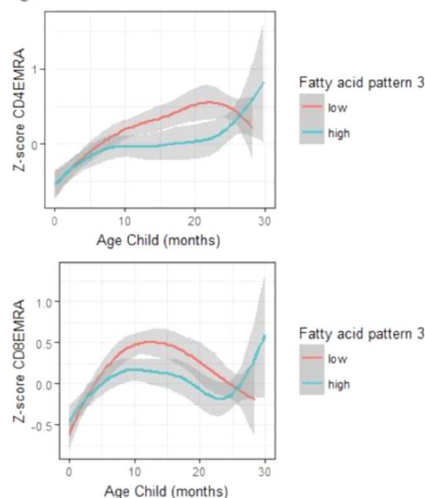 Z-score CD4EMRA
1
0
0
10
20
30
Age Child (months)
Fatty acid pattern 3
low
high
Z-score CD8EMRA
1.0
0.5
0.0
-0.5
0
10
20
30
Age Child (months)
Fatty acid pattern 3
low
high